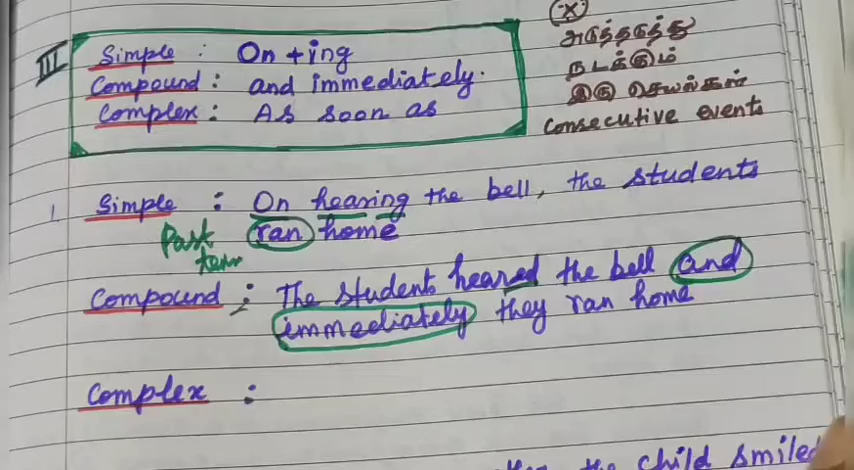 III
Simple : On +ing
Compound : and immediately.
Complex : As soon as
(x)
அடுத்தடுத்து
நடக்கும்
இரு செயல்கள்
consecutive events
1. Simple : On hearing the bell, the students
ran home
Past
Compound : The students heared the bell and
immediately they ran home
Complex :
the child smiled